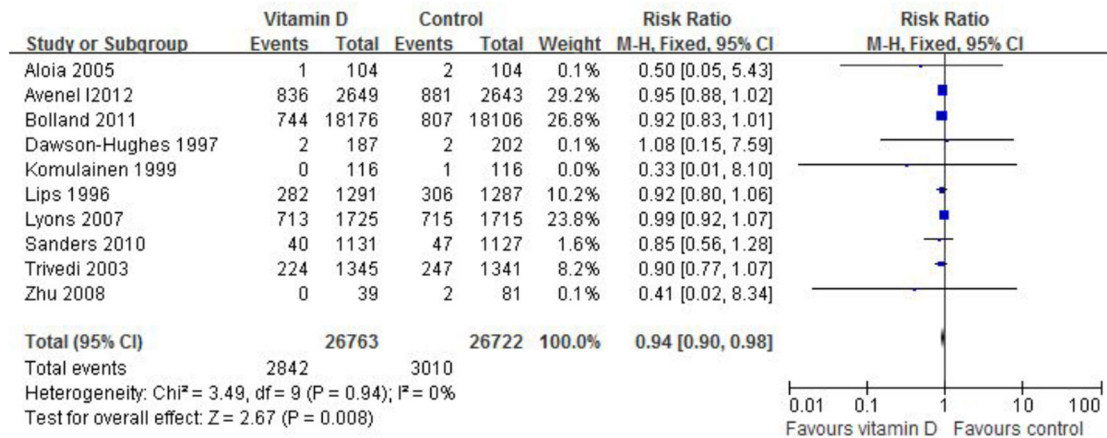 Vitamin D Control Risk Ratio Risk Ratio
Study or Subgroup Events Total Events Total Weight M-H, Fixed, 95% CI M-H, Fixed, 95% CI
Aloia 2005 1 104 2 104 0.1% 0.50 [0.05, 5.43]
Avenel l2012 836 2649 881 2643 29.2% 0.95 [0.88, 1.02]
Bolland 2011 744 18176 807 18106 26.8% 0.92 [0.83, 1.01]
Dawson-Hughes 1997 2 187 2 202 0.1% 1.08 [0.15, 7.59]
Komulainen 1999 0 116 1 116 0.0% 0.33 [0.01, 8.10]
Lips 1996 282 1291 306 1287 10.2% 0.92 [0.80, 1.06]
Lyons 2007 713 1725 715 1715 23.8% 0.99 [0.92, 1.07]
Sanders 2010 40 1131 47 1127 1.6% 0.85 [0.56, 1.28]
Trivedi 2003 224 1345 247 1341 8.2% 0.90 [0.77, 1.07]
Zhu 2008 0 39 2 81 0.1% 0.41 [0.02, 8.34]
Total (95% CI) 26763 26722 100.0% 0.94 [0.90, 0.98]
Total events 2842 3010
Heterogeneity: Chi² = 3.49, df = 9 (P = 0.94); I² = 0%
Test for overall effect: Z = 2.67 (P = 0.008)
0.01 0.1 1 10 100
Favours vitamin D Favours control